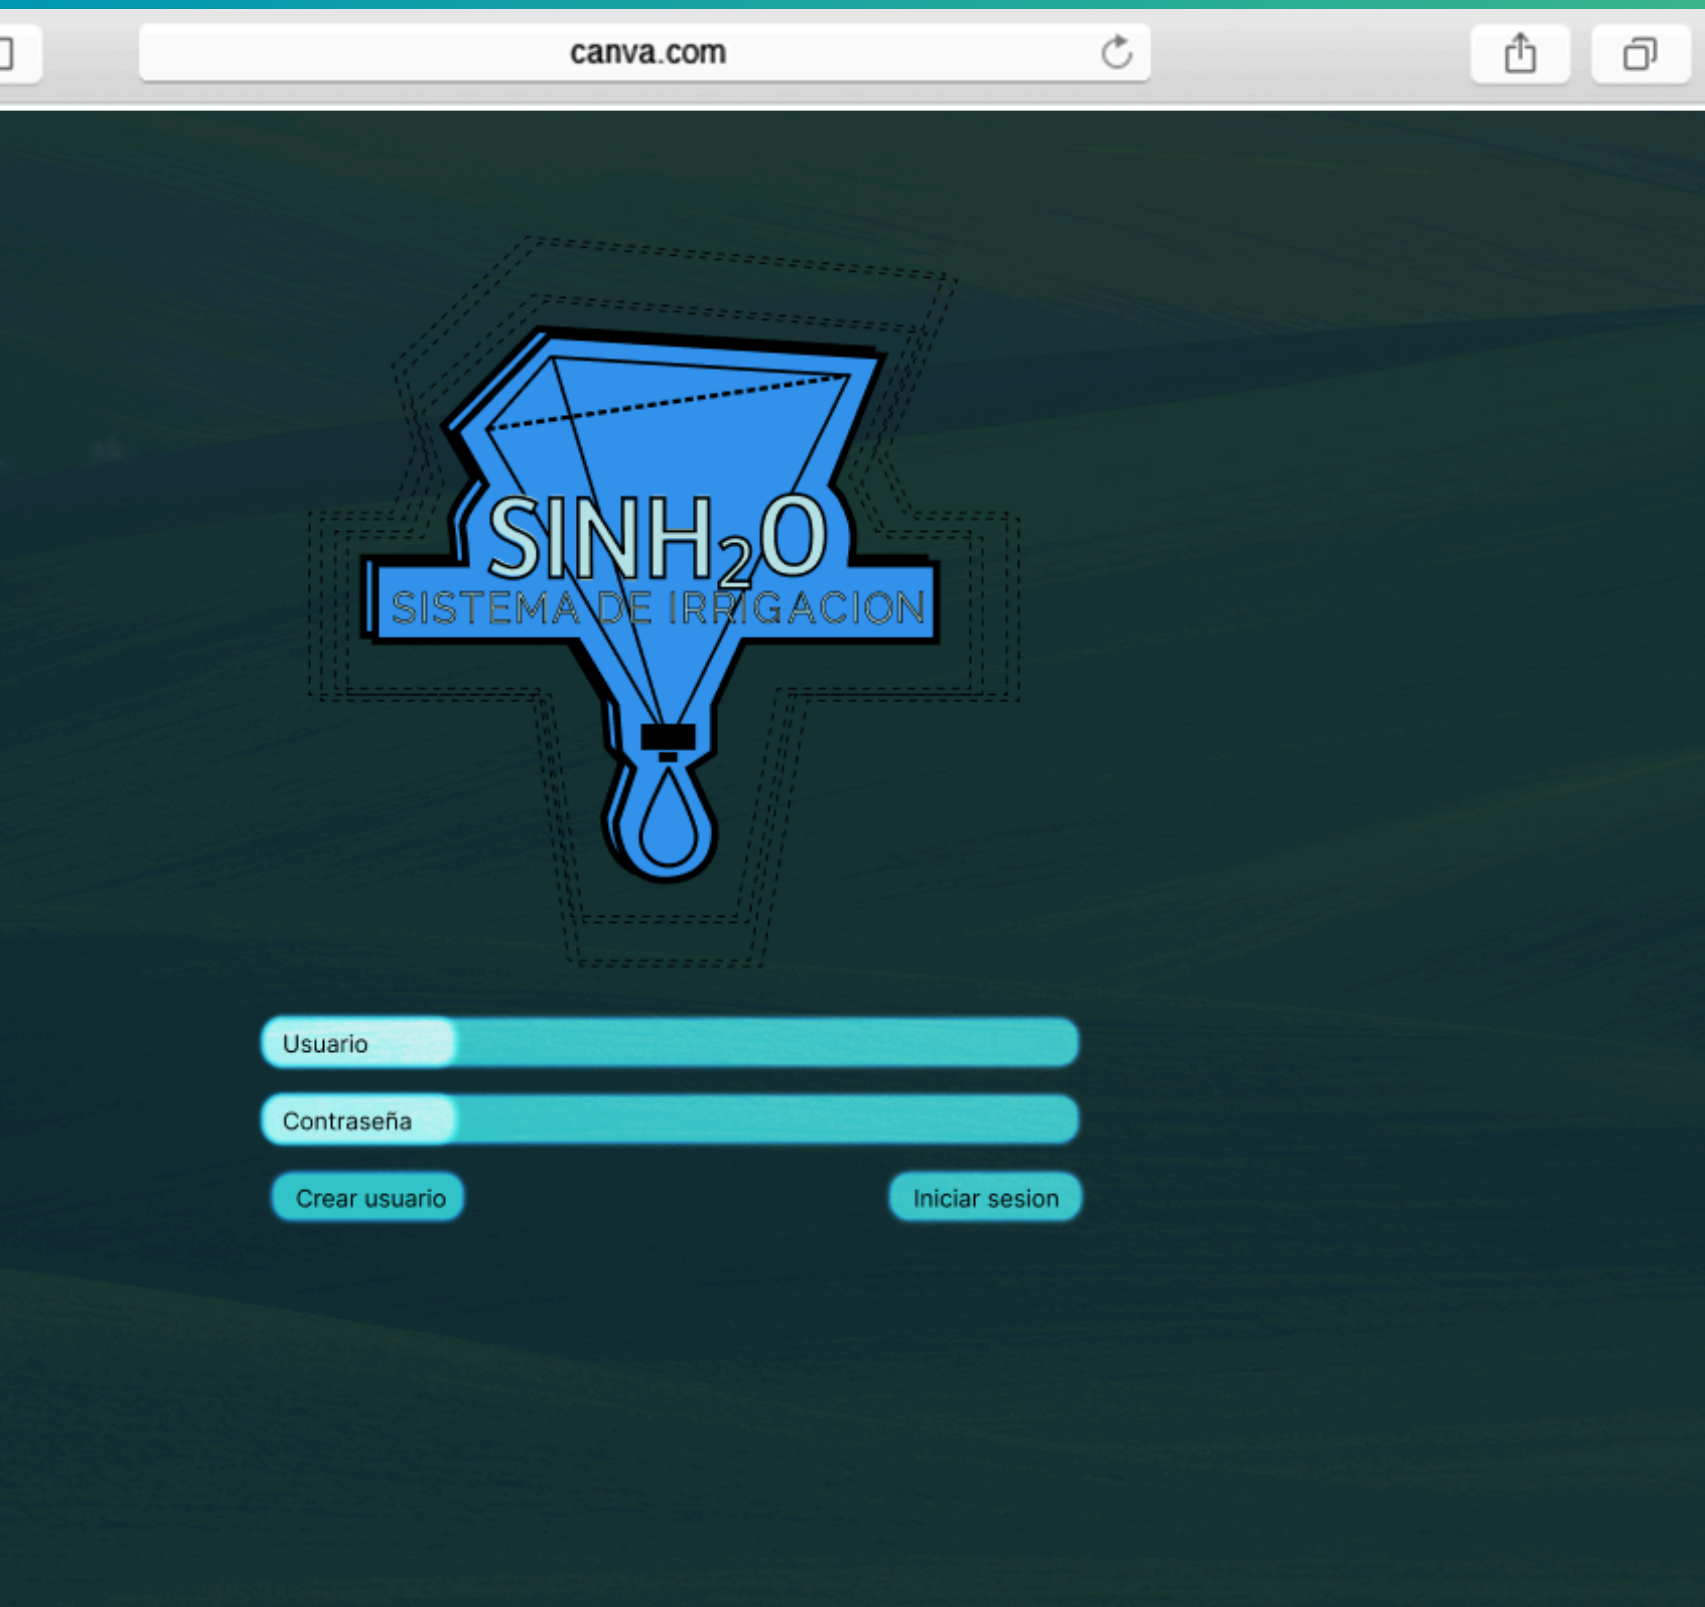 canva.com
SINH₂O
SISTEMA DE IRRIGACION
Usuario
Contraseña
Crear usuario
Iniciar sesion